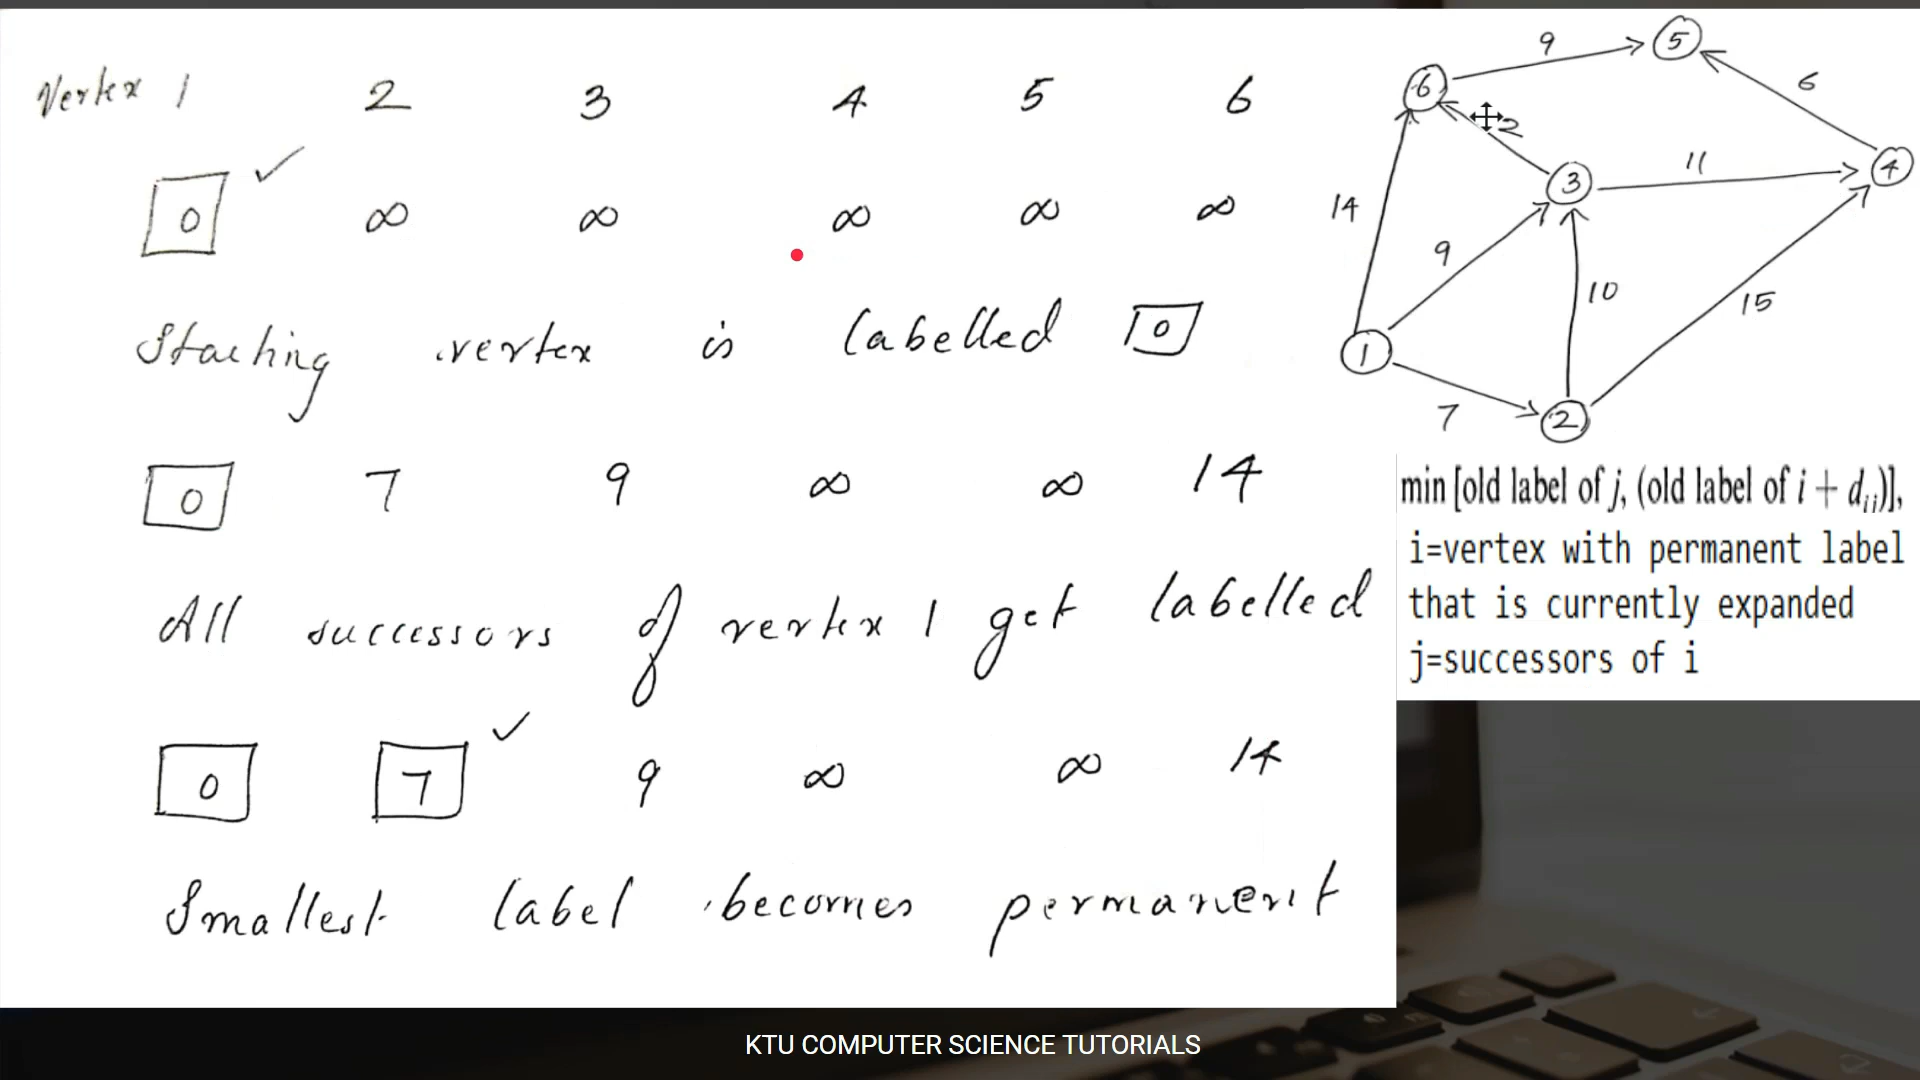 Vertex 1 2 3 4 5 6
0 ✓ ∞ ∞ ∞ ∞ ∞
Starting vertex is labelled 0
0 7 9 ∞ ∞ 14
All successors of vertex 1 get labelled
0 7 ✓ 9 ∞ ∞ 14
Smallest label becomes permanent
9
5
6
6
2
3
11
4
14
9
10
15
1
7
2
min [old label of j, (old label of i + dij)],
i=vertex with permanent label
that is currently expanded
j=successors of i
KTU COMPUTER SCIENCE TUTORIALS